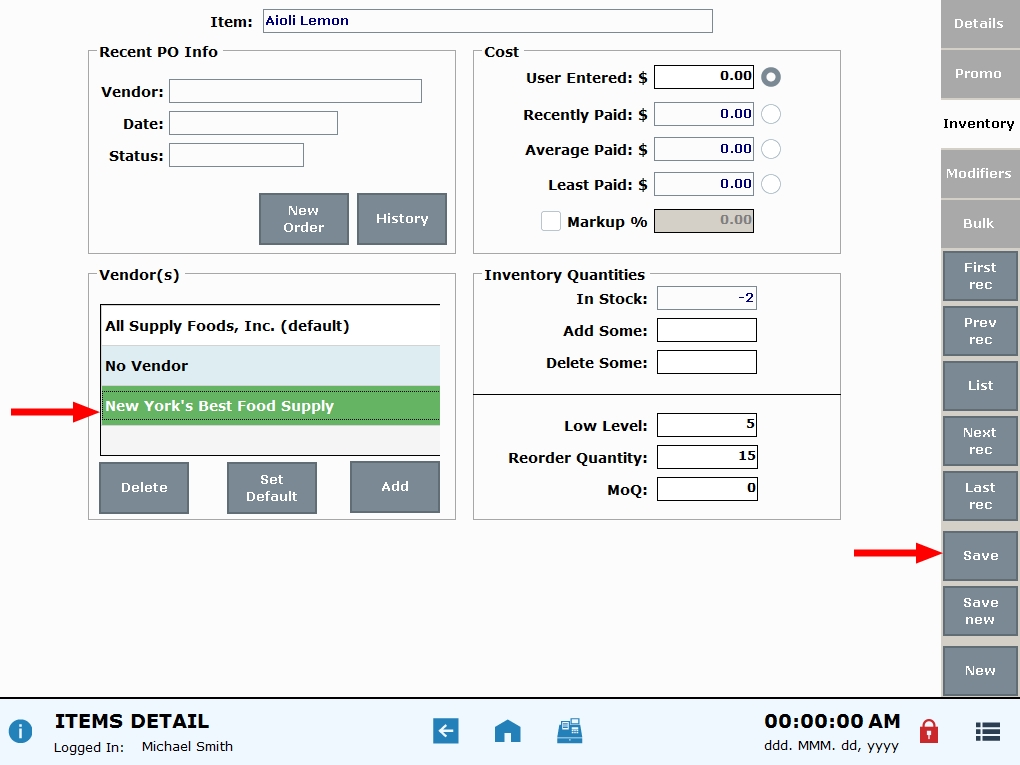 Item: Aioli Lemon
Recent PO Info
Vendor:
Date:
Status:
New
Order
History
Cost
User Entered: $ 0.00
Recently Paid: $ 0.00
Average Paid: $ 0.00
Least Paid: $ 0.00
Markup % 0.00
Vendor(s)
All Supply Foods, Inc. (default)
No Vendor
New York's Best Food Supply
Delete
Set
Default
Add
Inventory Quantities
In Stock: -2
Add Some:
Delete Some:
Low Level: 5
Reorder Quantity: 15
MoQ: 0
Details
Promo
Inventory
Modifiers
Bulk
First
rec
Prev
rec
List
Next
rec
Last
rec
Save
Save
new
New
ITEMS DETAIL
Logged In: Michael Smith
00:00:00 AM
ddd. MMM. dd, yyyy